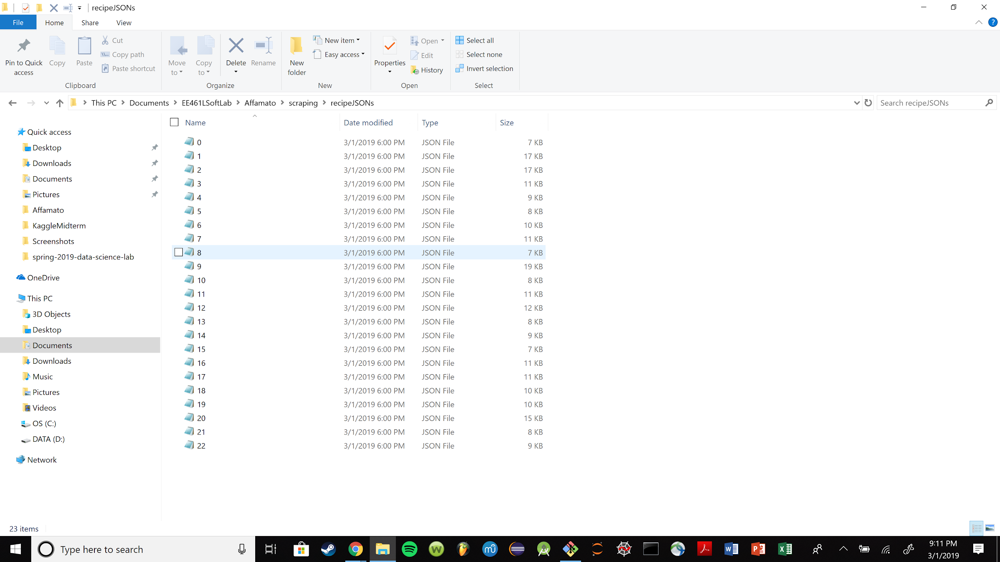 recipeJSONs
File Home Share View
Pin to Quick access
Copy
Paste
Cut
Copy path
Paste shortcut
Clipboard
Move to
Copy to
Delete
Rename
Organize
New folder
New item
Easy access
New
Properties
Open
Edit
History
Open
Select all
Select none
Invert selection
Select
This PC Documents EE461LSoftLab Affamato scraping recipeJSONs
Search recipeJSONs
Quick access
Desktop
Downloads
Documents
Pictures
Affamato
KaggleMidterm
Screenshots
spring-2019-data-science-lab
OneDrive
This PC
3D Objects
Desktop
Documents
Downloads
Music
Pictures
Videos
OS (C:)
DATA (D:)
Network
Name Date modified Type Size
0 3/1/2019 6:00 PM JSON File 7 KB
1 3/1/2019 6:00 PM JSON File 17 KB
2 3/1/2019 6:00 PM JSON File 17 KB
3 3/1/2019 6:00 PM JSON File 11 KB
4 3/1/2019 6:00 PM JSON File 9 KB
5 3/1/2019 6:00 PM JSON File 8 KB
6 3/1/2019 6:00 PM JSON File 10 KB
7 3/1/2019 6:00 PM JSON File 11 KB
8 3/1/2019 6:00 PM JSON File 7 KB
9 3/1/2019 6:00 PM JSON File 19 KB
10 3/1/2019 6:00 PM JSON File 8 KB
11 3/1/2019 6:00 PM JSON File 11 KB
12 3/1/2019 6:00 PM JSON File 12 KB
13 3/1/2019 6:00 PM JSON File 8 KB
14 3/1/2019 6:00 PM JSON File 9 KB
15 3/1/2019 6:00 PM JSON File 7 KB
16 3/1/2019 6:00 PM JSON File 11 KB
17 3/1/2019 6:00 PM JSON File 11 KB
18 3/1/2019 6:00 PM JSON File 10 KB
19 3/1/2019 6:00 PM JSON File 10 KB
20 3/1/2019 6:00 PM JSON File 15 KB
21 3/1/2019 6:00 PM JSON File 8 KB
22 3/1/2019 6:00 PM JSON File 9 KB
23 items
Type here to search
9:11 PM
3/1/2019